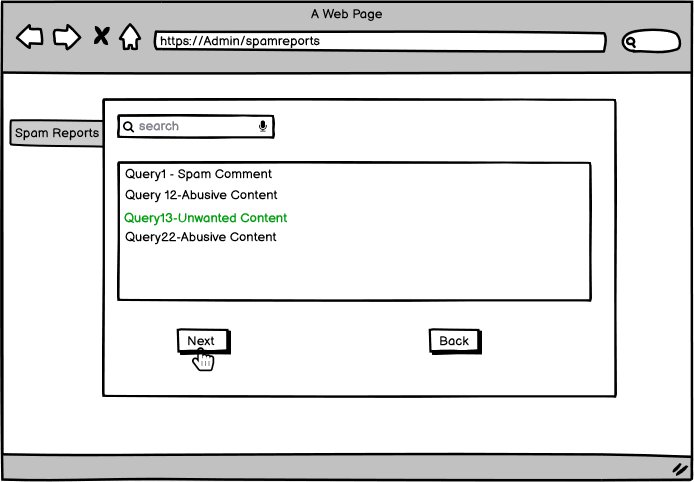 A Web Page
https://Admin/spamreports
Spam Reports
search
Query1 - Spam Comment
Query 12-Abusive Content
Query13-Unwanted Content
Query22-Abusive Content
Next
Back